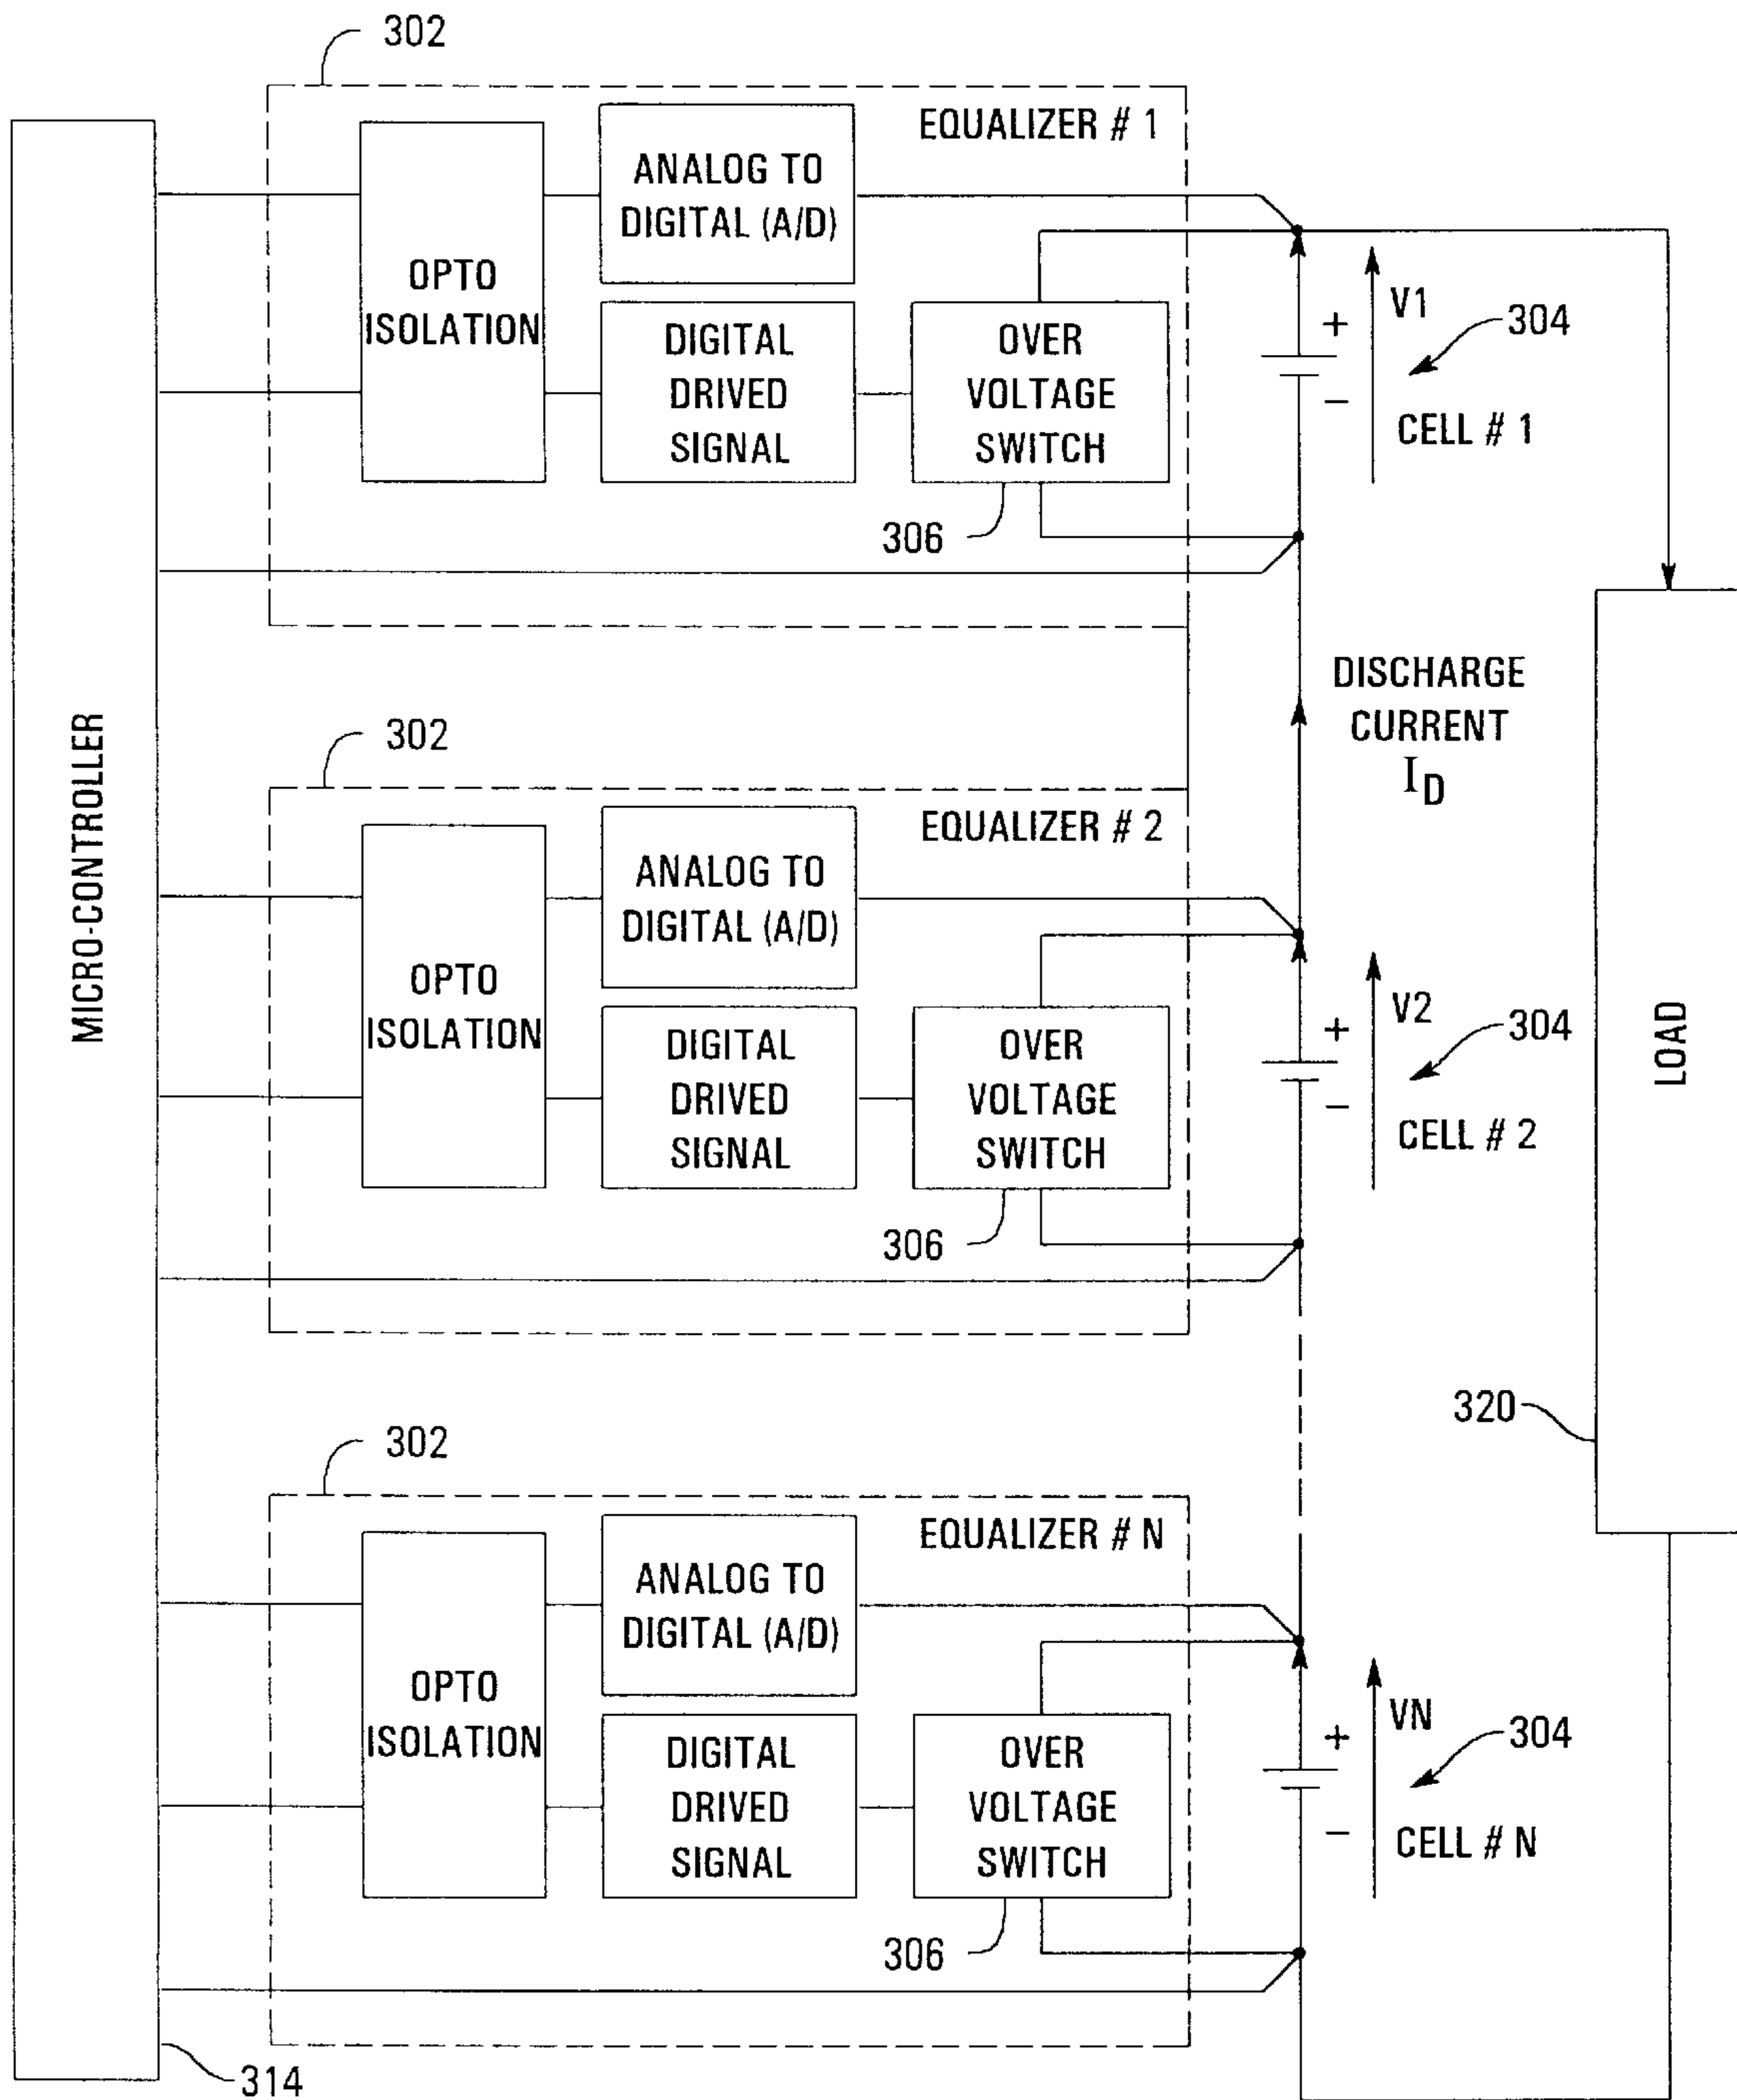 302
EQUALIZER # 1
ANALOG TO
DIGITAL (A/D)
OPTO
ISOLATION
DIGITAL
DRIVED
SIGNAL
OVER
VOLTAGE
SWITCH
306
V1
304
+
−
CELL # 1
DISCHARGE
CURRENT
I_D
MICRO-CONTROLLER
302
EQUALIZER # 2
ANALOG TO
DIGITAL (A/D)
OPTO
ISOLATION
DIGITAL
DRIVED
SIGNAL
OVER
VOLTAGE
SWITCH
306
V2
304
+
−
CELL # 2
LOAD
320
302
EQUALIZER # N
ANALOG TO
DIGITAL (A/D)
OPTO
ISOLATION
DIGITAL
DRIVED
SIGNAL
OVER
VOLTAGE
SWITCH
306
VN
304
+
−
CELL # N
314